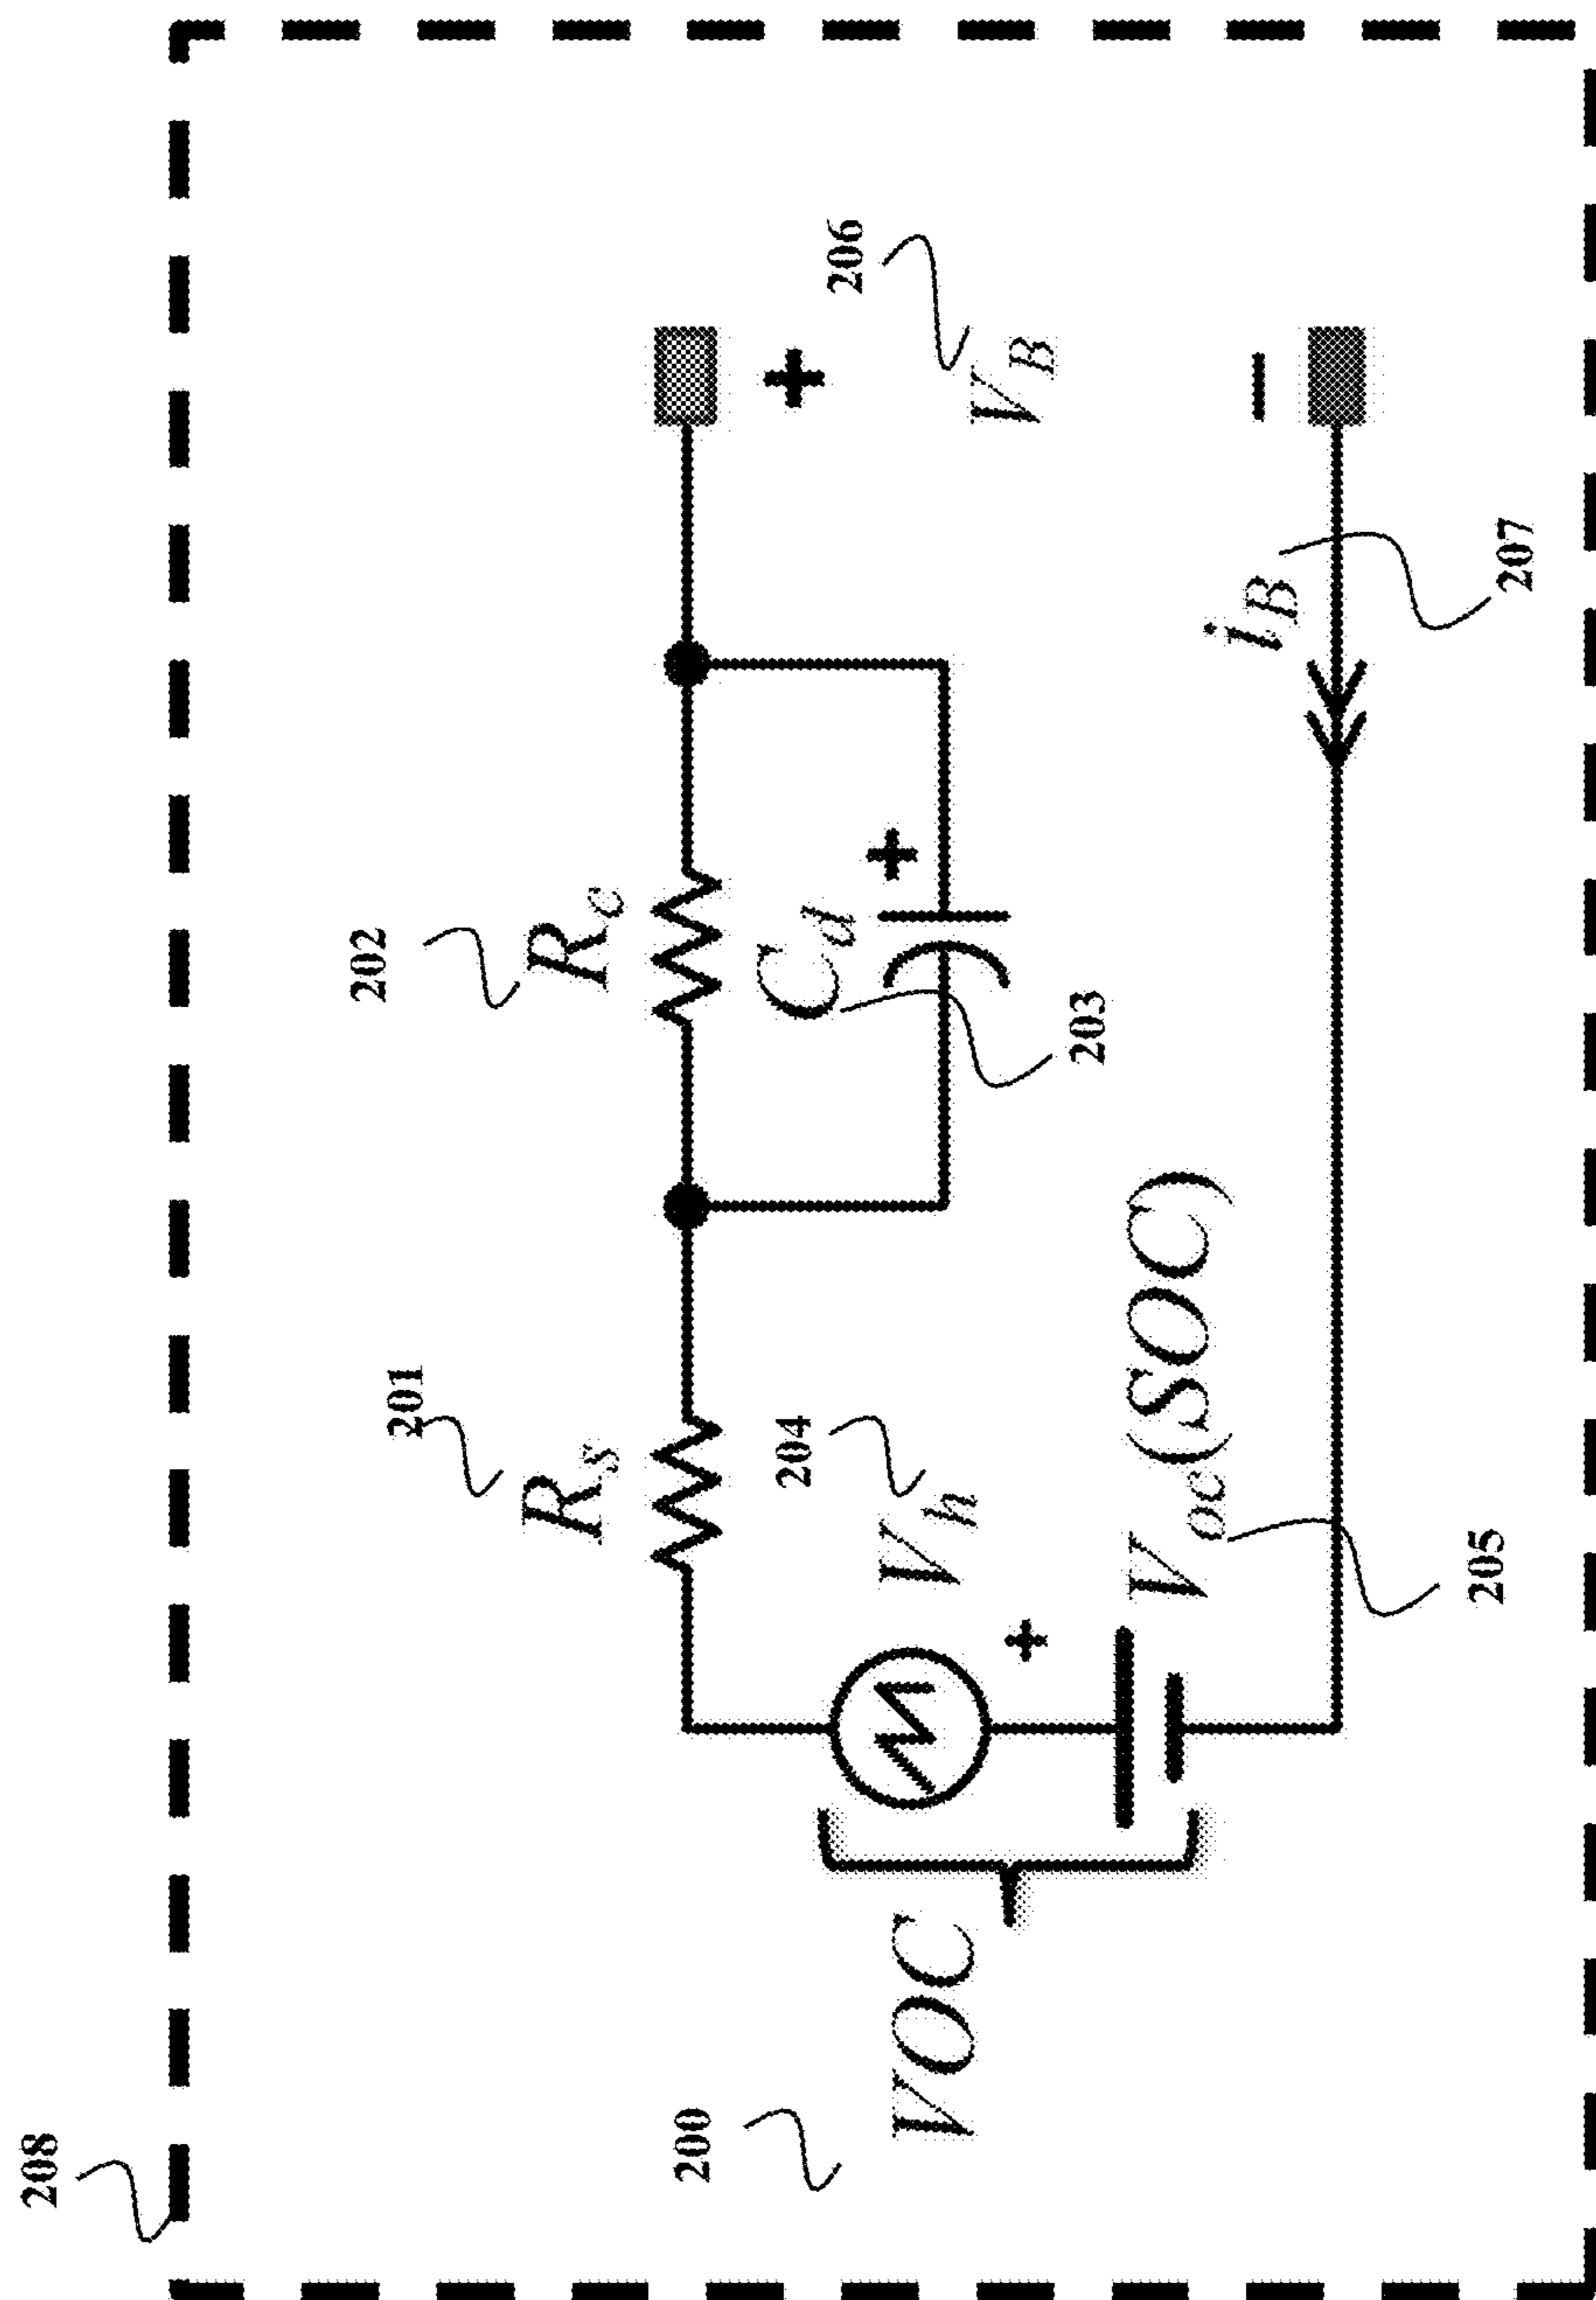 208
202
201
R_c
R_s
206
+
C_d
+
203
204
V_h
V_B
200
VOC
+
V_oc(SOC)
−
i_B
207
205